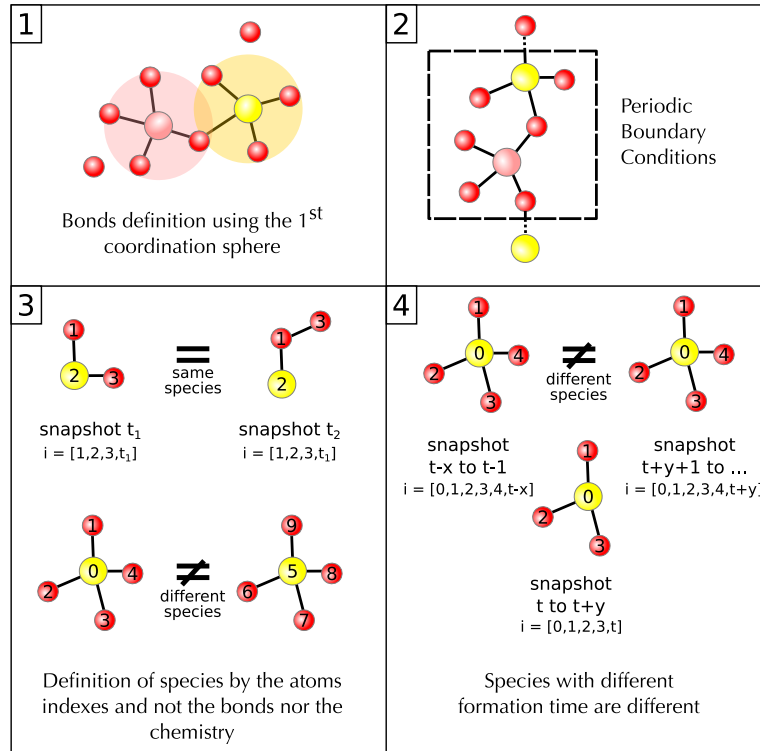 1
Bonds definition using the 1st
coordination sphere
2
Periodic
Boundary
Conditions
3
1
2
3
=
same
species
3
1
2
snapshot t1
i = [1,2,3,t1]
snapshot t2
i = [1,2,3,t1]
1
0
2
4
3
≠
different
species
9
5
6
8
7
Definition of species by the atoms
indexes and not the bonds nor the
chemistry
4
1
0
4
2
3
≠
different
species
1
0
4
2
3
snapshot
t-x to t-1
i = [0,1,2,3,4,t-x]
snapshot
t+y+1 to ...
i = [0,1,2,3,4,t+y]
1
0
2
3
snapshot
t to t+y
i = [0,1,2,3,t]
Species with different
formation time are different